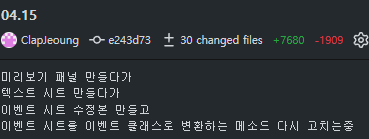 04.15
ClapJeoung e243d73 30 changed files +7680 -1909
미리보기 패널 만들다가
텍스트 시트 만들다가
이벤트 시트 수정본 만들고
이벤트 시트를 이벤트 클래스로 변환하는 메소드 다시 고치는중